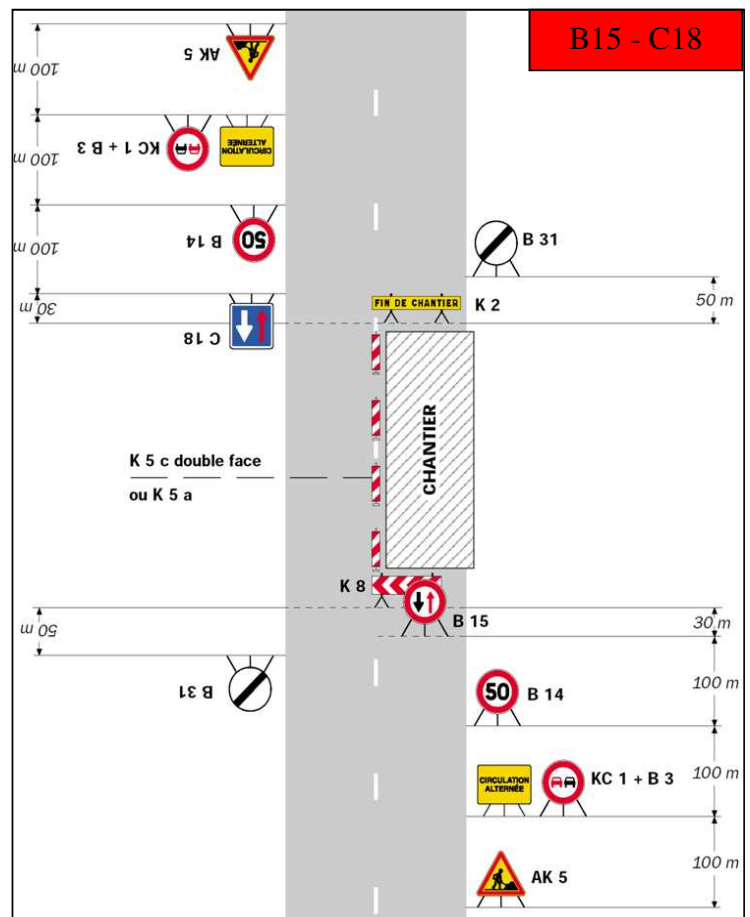 B15 - C18
AK 5
100 m
KC 1 + B 3
CIRCULATION
ALTERNÉE
100 m
B 14
50
100 m
C 18
30 m
B 31
50 m
FIN DE CHANTIER
K 2
CHANTIER
K 5 c double face
ou K 5 a
K 8
B 15
50 m
30 m
B 31
50
B 14
100 m
CIRCULATION
ALTERNÉE
KC 1 + B 3
100 m
AK 5
100 m